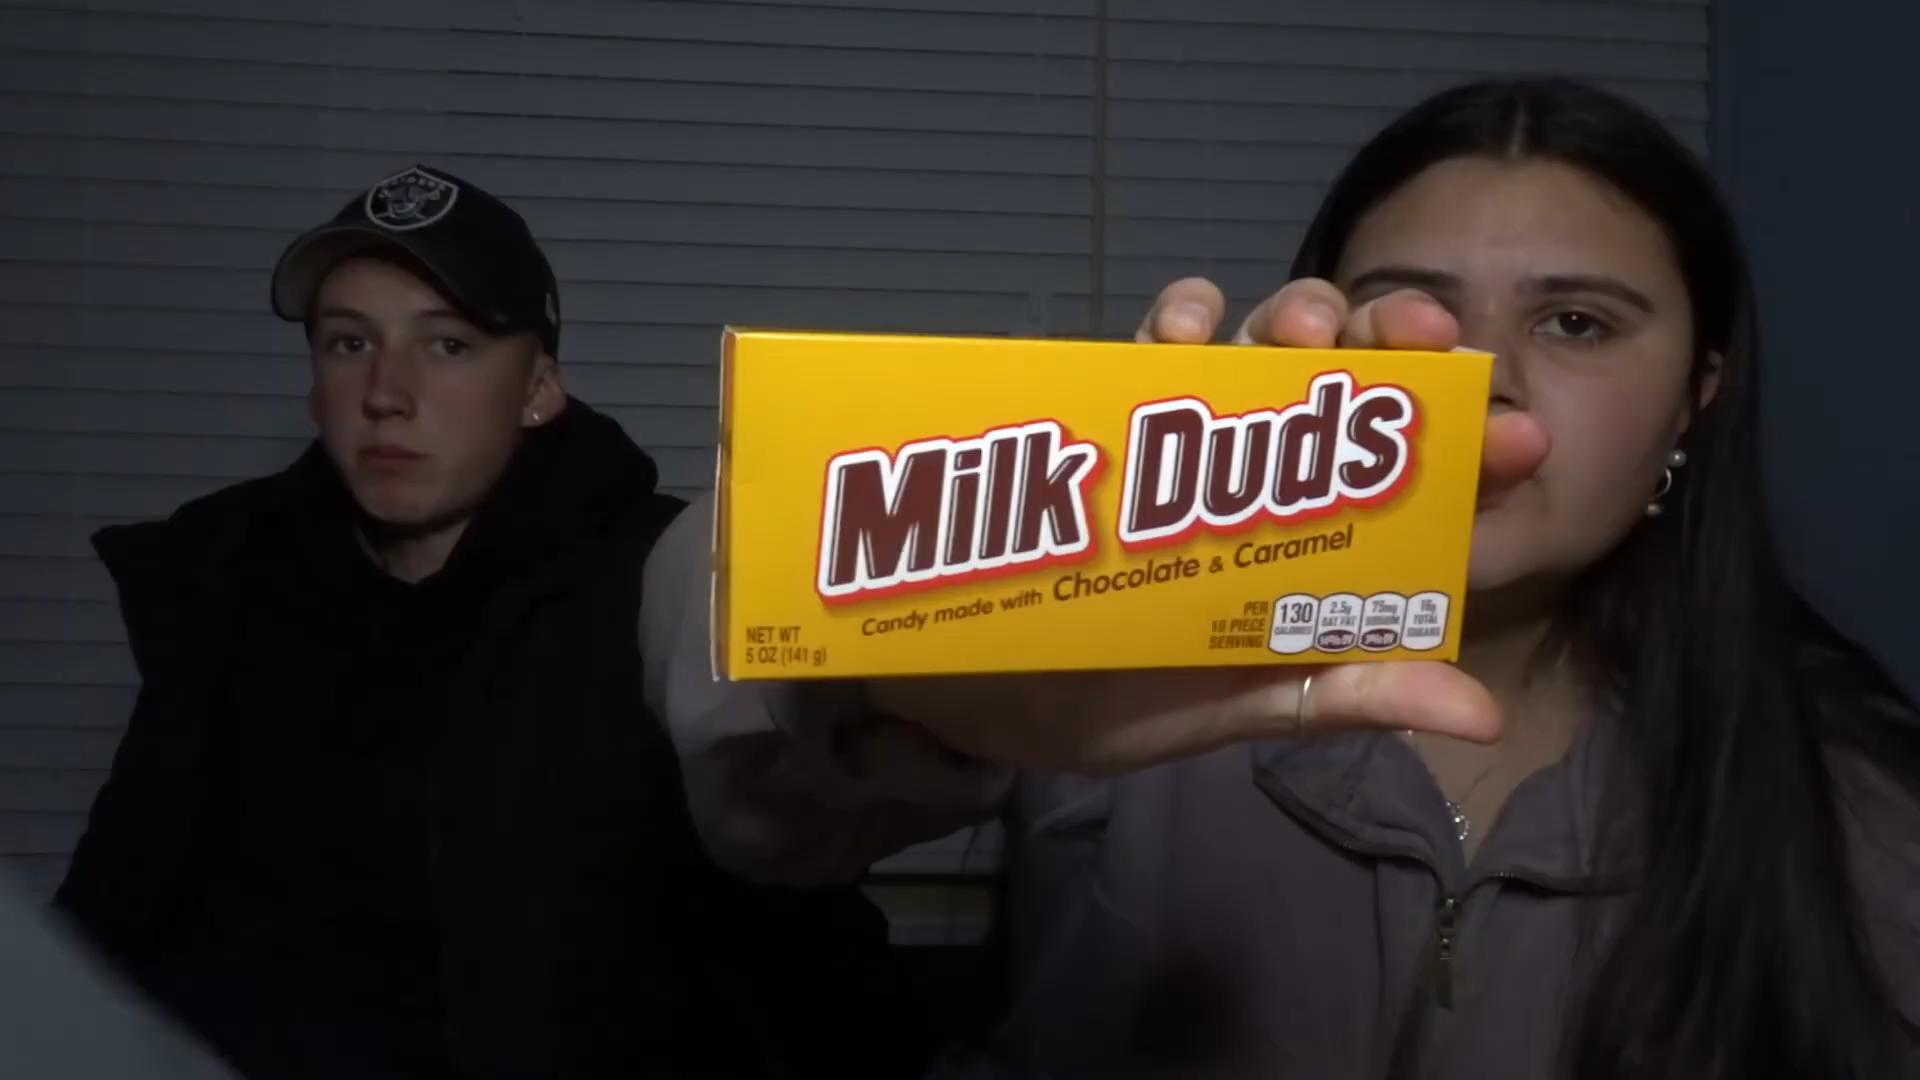 RAIDERS
Milk Duds
Candy made with Chocolate & Caramel
NET WT
5 OZ (141 g)
PER
10 PIECE
SERVING
130
CALORIES
2.5g
SAT FAT
75mg
SODIUM
TOTAL
SUGARS